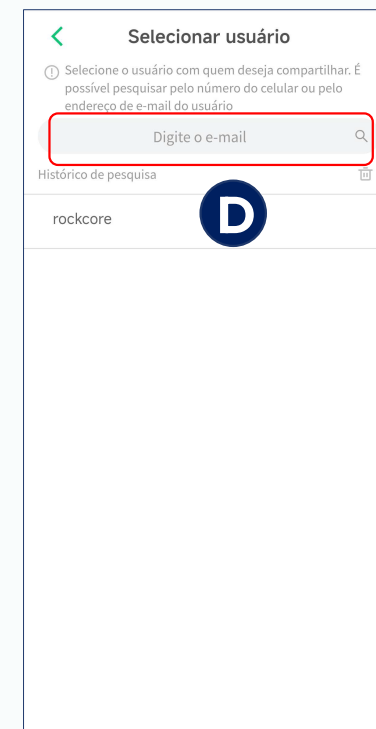 Selecionar usuário
Selecione o usuário com quem deseja compartilhar. É
possível pesquisar pelo número do celular ou pelo
endereço de e-mail do usuário
Digite o e-mail
Histórico de pesquisa
D
rockcore